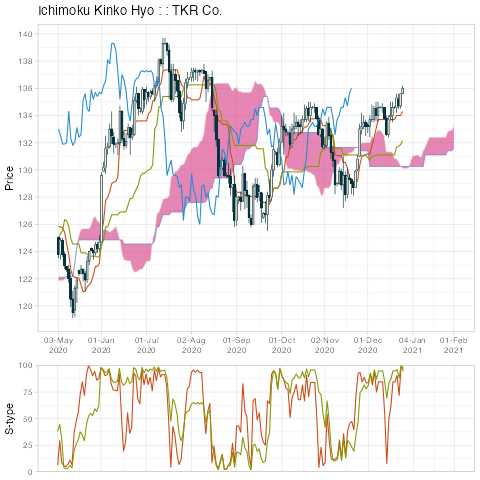 Ichimoku Kinko Hyo : : TKR Co.
Price
140
138
136
134
132
130
128
126
124
122
120
03-May 2020
01-Jun 2020
01-Jul 2020
02-Aug 2020
01-Sep 2020
01-Oct 2020
02-Nov 2020
01-Dec 2020
04-Jan 2021
01-Feb 2021
S-type
100
75
50
25
0